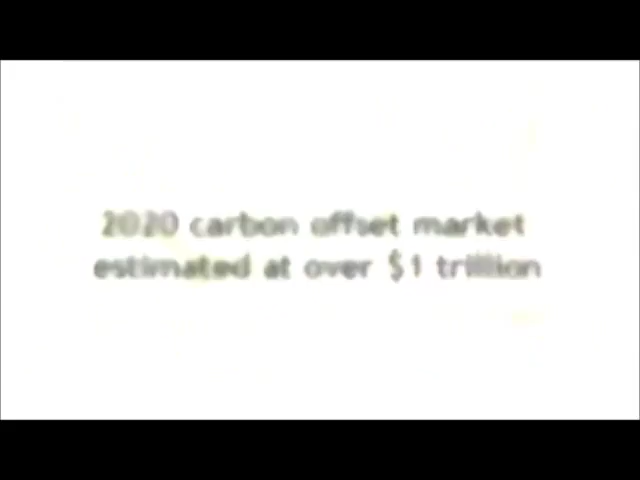 2020 carbon offset market
estimated at over $1 trillion